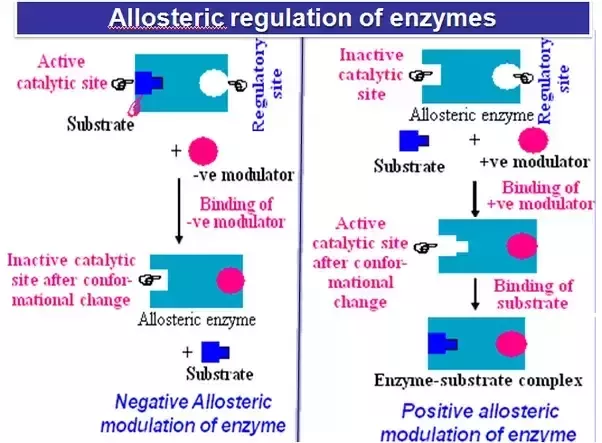 Allosteric regulation of enzymes
Active
catalytic site
Regulatory
site
Substrate
+
-ve modulator
Binding of
-ve modulator
Inactive catalytic
site after confor-
mational change
Allosteric enzyme
+
Substrate
Negative Allosteric
modulation of enzyme
Inactive
catalytic
site
Regulatory
site
Allosteric enzyme
+
Substrate
+ve modulator
Binding of
+ve modulator
Active
catalytic site
after confor-
mational
change
Binding of
substrate
Enzyme-substrate complex
Positive allosteric
modulation of enzyme